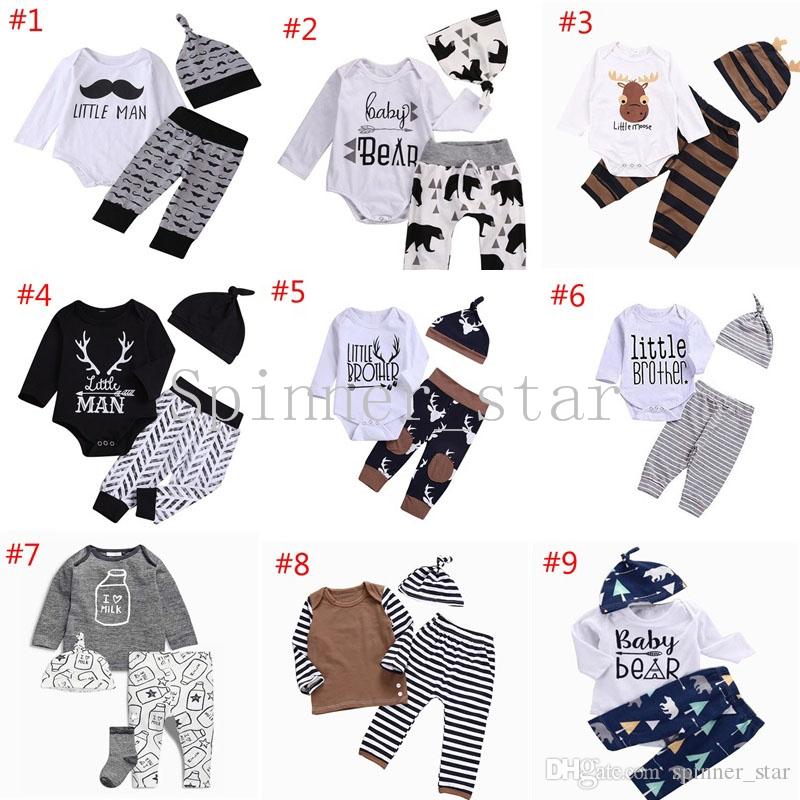 #1
LITTLE MAN
#2
baby
BEAR
#3
Little moose
#4
Little
MAN
#5
LITTLE
BROTHER
#6
little
BrOTHer.
Spinner_star
#7
I ♡
MILK
#8
#9
Baby
bEAR
DHgate.com spinner_star